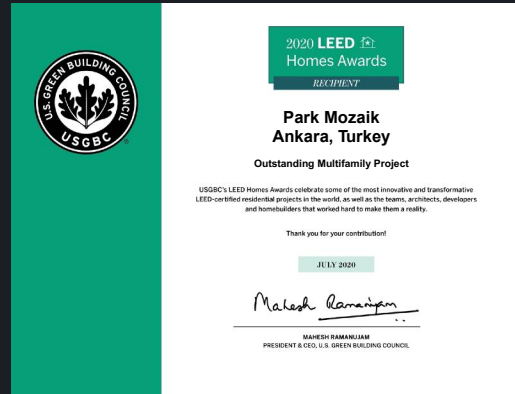 U.S. GREEN BUILDING COUNCIL
USGBC
®
2020 LEED
Homes Awards
RECIPIENT
Park Mozaik
Ankara, Turkey
Outstanding Multifamily Project
USGBC's LEED Homes Awards celebrate some of the most innovative and transformative
LEED-certified residential projects in the world, as well as the teams, architects, developers
and homebuilders that worked hard to make them a reality.
Thank you for your contribution!
JULY 2020
Mahesh Ramanujam
MAHESH RAMANUJAM
PRESIDENT & CEO, U.S. GREEN BUILDING COUNCIL